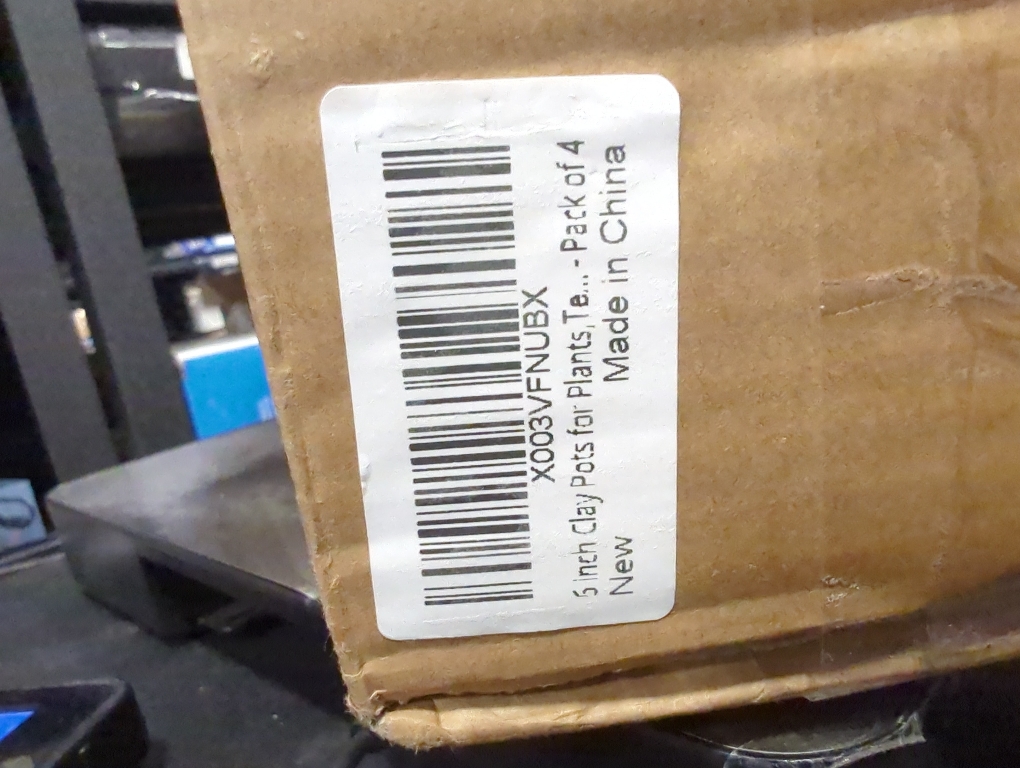 X003VFNUBX
6 inch Clay Pots for Plants,Te... - Pack of 4
New
Made in China